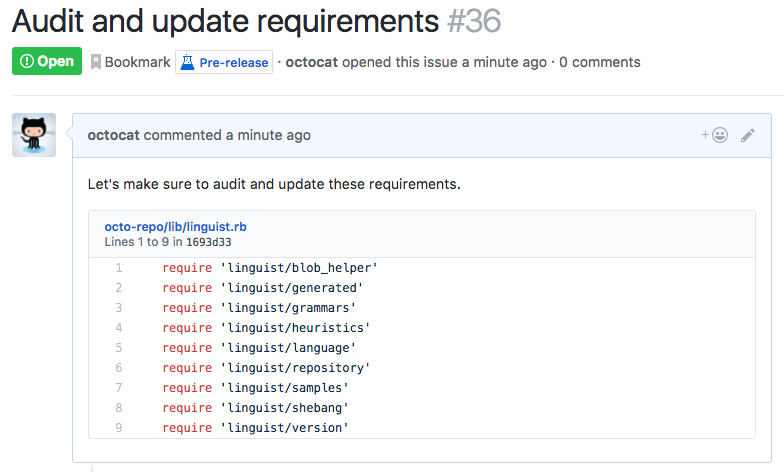 Audit and update requirements #36
Open Bookmark Pre-release · octocat opened this issue a minute ago · 0 comments
octocat commented a minute ago
Let's make sure to audit and update these requirements.
octo-repo/lib/linguist.rb
Lines 1 to 9 in 1693d33
1 require 'linguist/blob_helper'
2 require 'linguist/generated'
3 require 'linguist/grammars'
4 require 'linguist/heuristics'
5 require 'linguist/language'
6 require 'linguist/repository'
7 require 'linguist/samples'
8 require 'linguist/shebang'
9 require 'linguist/version'